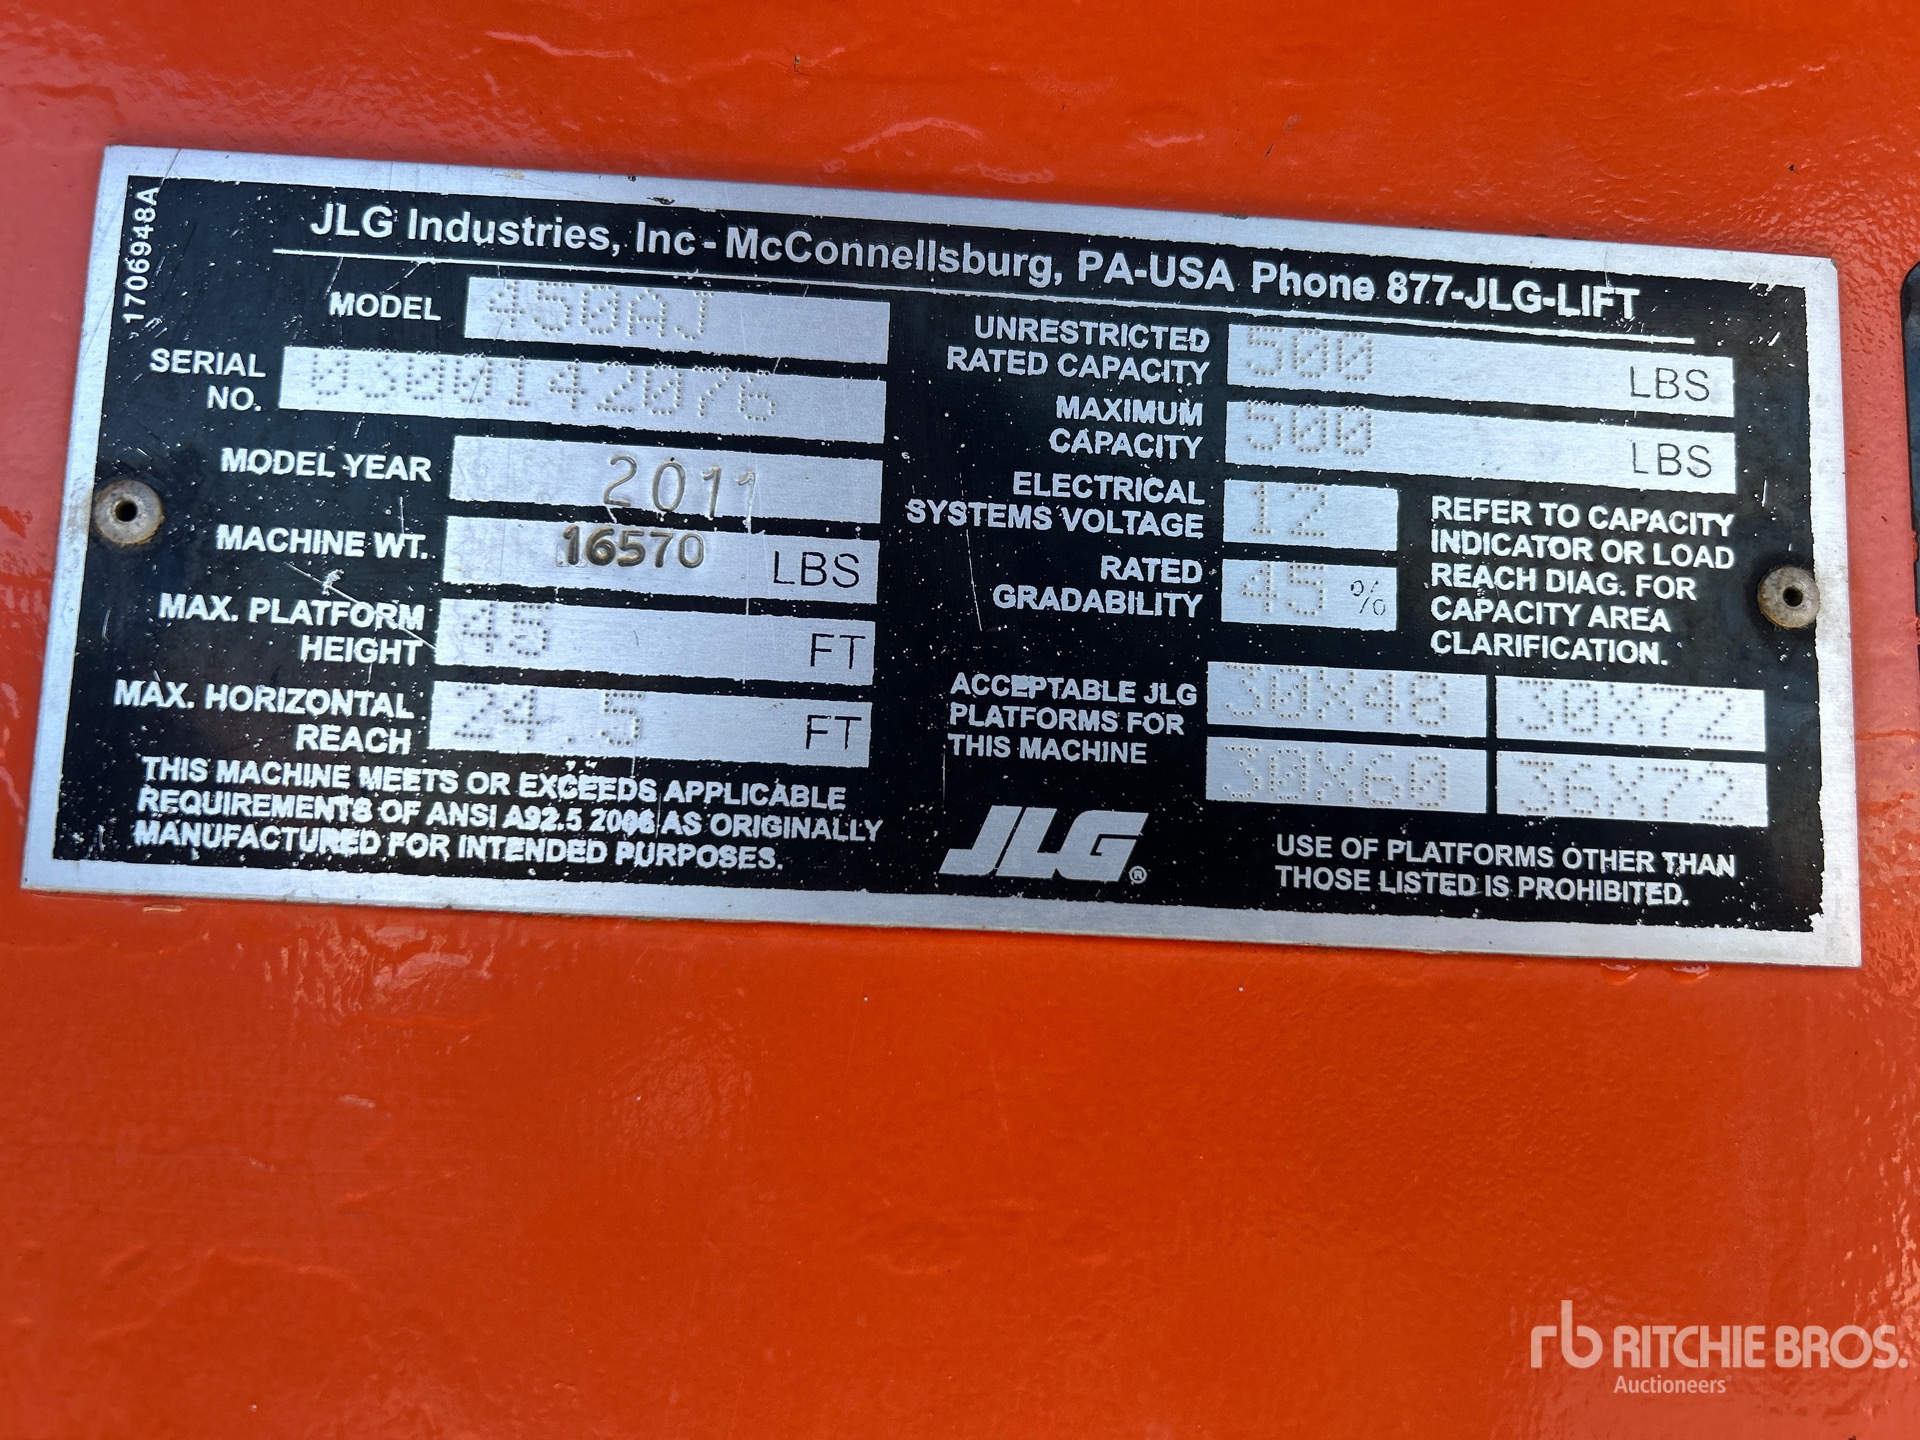 1706948A
JLG Industries, Inc - McConnellsburg, PA-USA Phone 877-JLG-LIFT
MODEL 450AJ
SERIAL NO. 0300142076
MODEL YEAR 2011
MACHINE WT. 16570 LBS
MAX. PLATFORM HEIGHT 45 FT
MAX. HORIZONTAL REACH 24.5 FT
THIS MACHINE MEETS OR EXCEEDS APPLICABLE
REQUIREMENTS OF ANSI A92.5 2006 AS ORIGINALLY
MANUFACTURED FOR INTENDED PURPOSES.
UNRESTRICTED RATED CAPACITY 500 LBS
MAXIMUM CAPACITY 500 LBS
ELECTRICAL SYSTEMS VOLTAGE 12
RATED GRADABILITY 45 %
REFER TO CAPACITY
INDICATOR OR LOAD
REACH DIAG. FOR
CAPACITY AREA
CLARIFICATION.
ACCEPTABLE JLG PLATFORMS FOR THIS MACHINE
30X48 30X72
30X60 36X72
JLG®
USE OF PLATFORMS OTHER THAN
THOSE LISTED IS PROHIBITED.
rb RITCHIE BROS.
Auctioneers